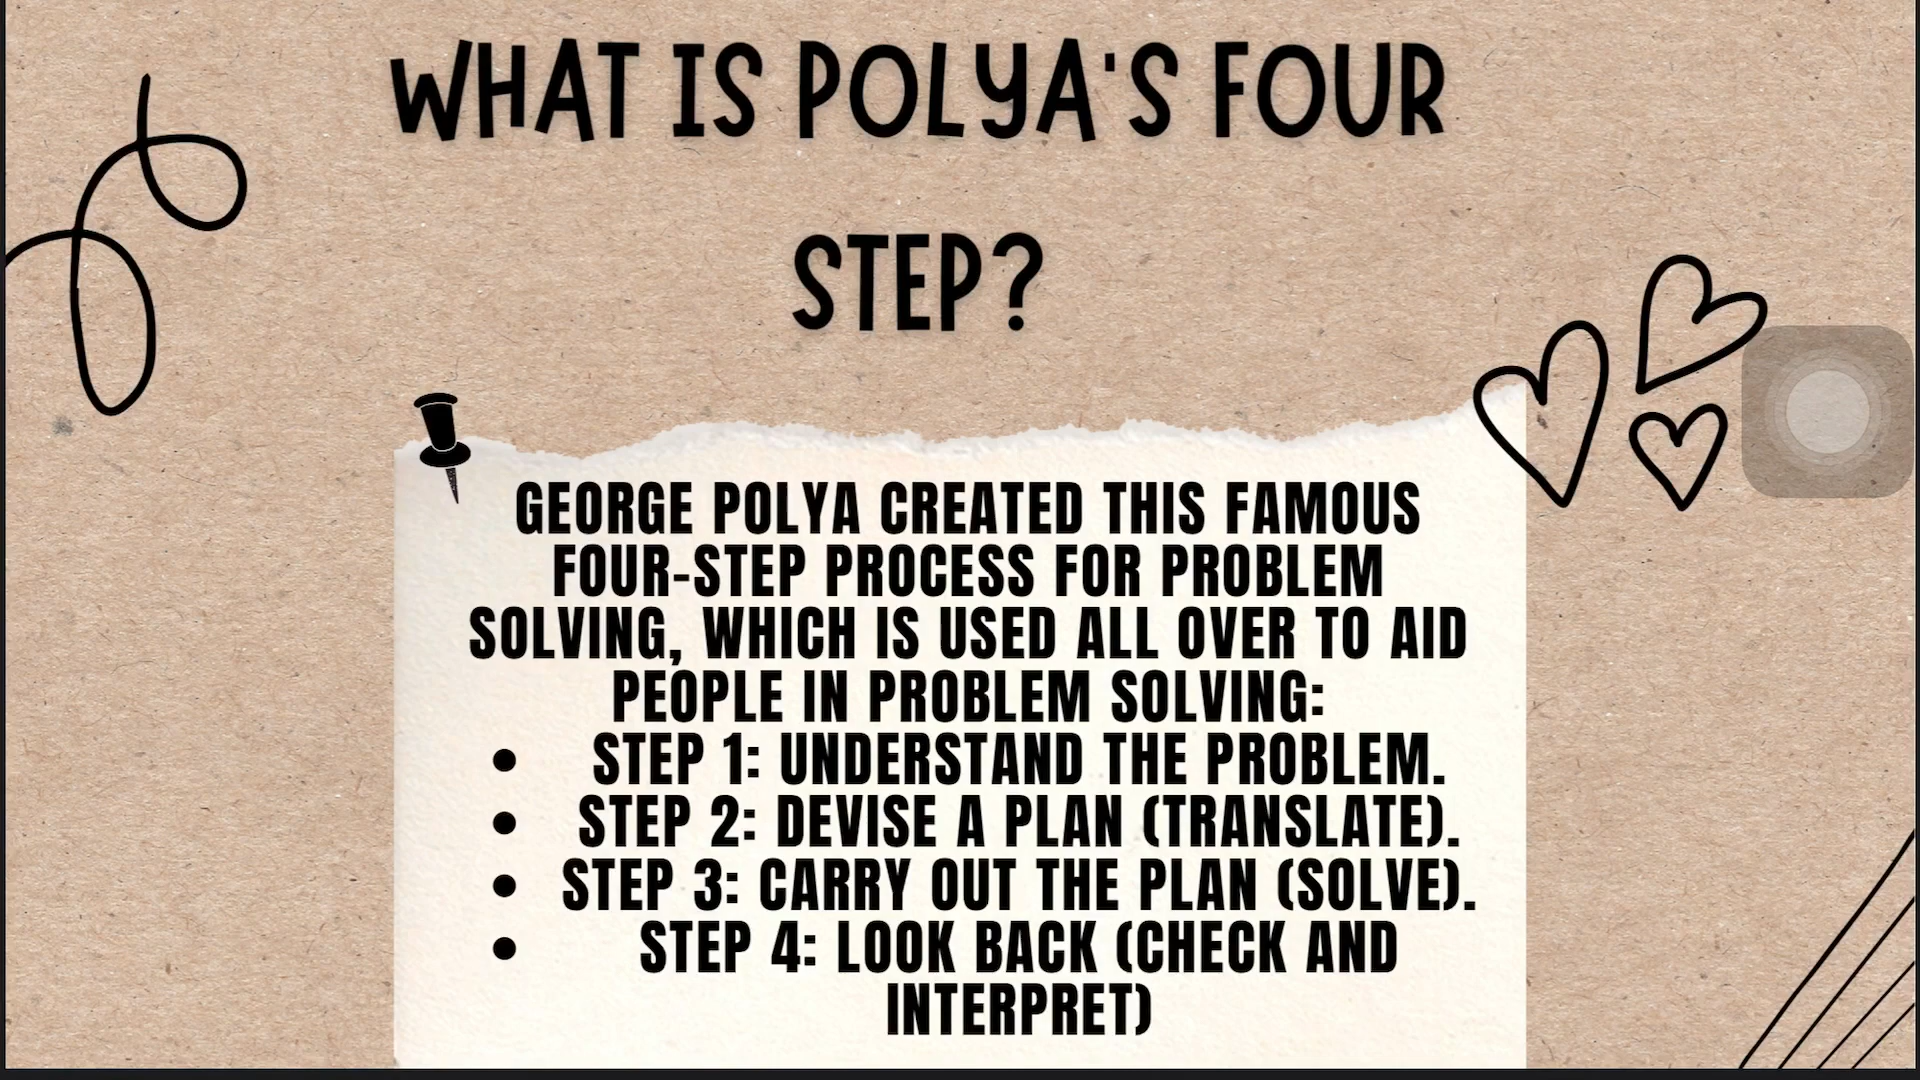 WHAT IS POLYA'S FOUR
STEP?
GEORGE POLYA CREATED THIS FAMOUS
FOUR-STEP PROCESS FOR PROBLEM
SOLVING, WHICH IS USED ALL OVER TO AID
PEOPLE IN PROBLEM SOLVING:
• STEP 1: UNDERSTAND THE PROBLEM.
• STEP 2: DEVISE A PLAN (TRANSLATE).
• STEP 3: CARRY OUT THE PLAN (SOLVE).
• STEP 4: LOOK BACK (CHECK AND
INTERPRET)